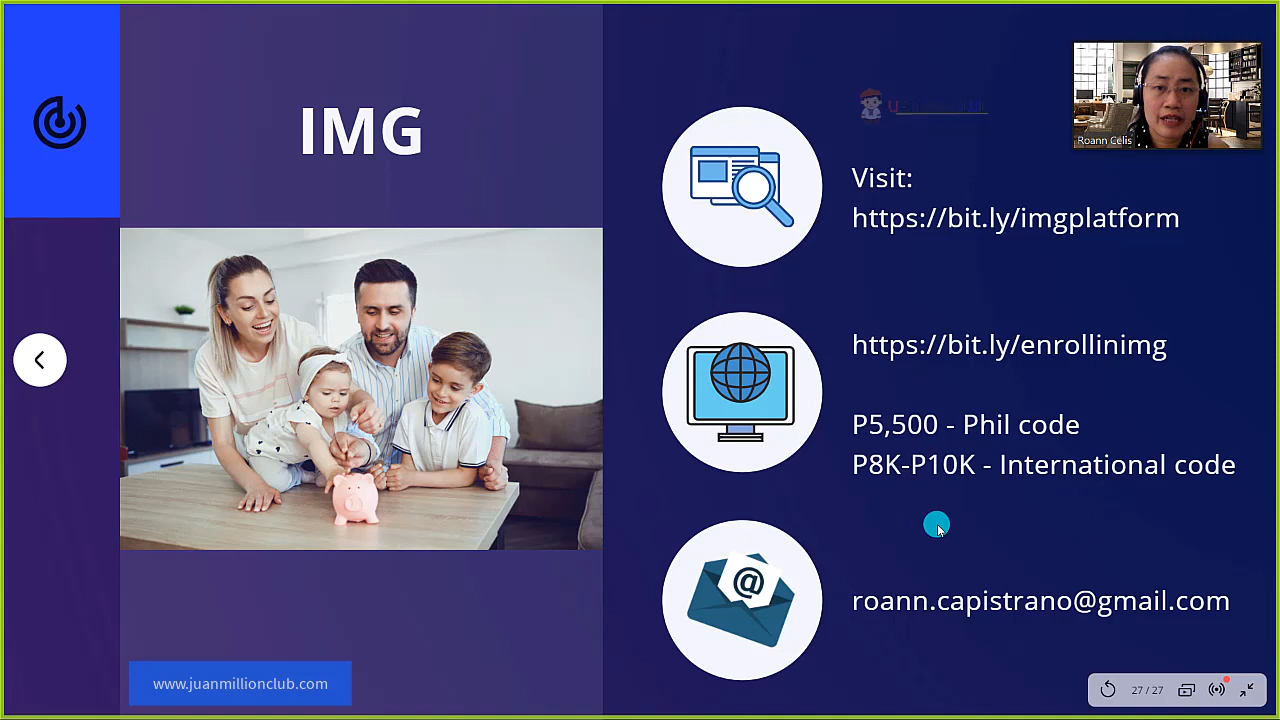 IMG
Visit:
https://bit.ly/imgplatform
https://bit.ly/enrollinimg
P5,500 - Phil code
P8K-P10K - International code
@
roann.capistrano@gmail.com
www.juanmillionclub.com
Roann Celis
27 / 27